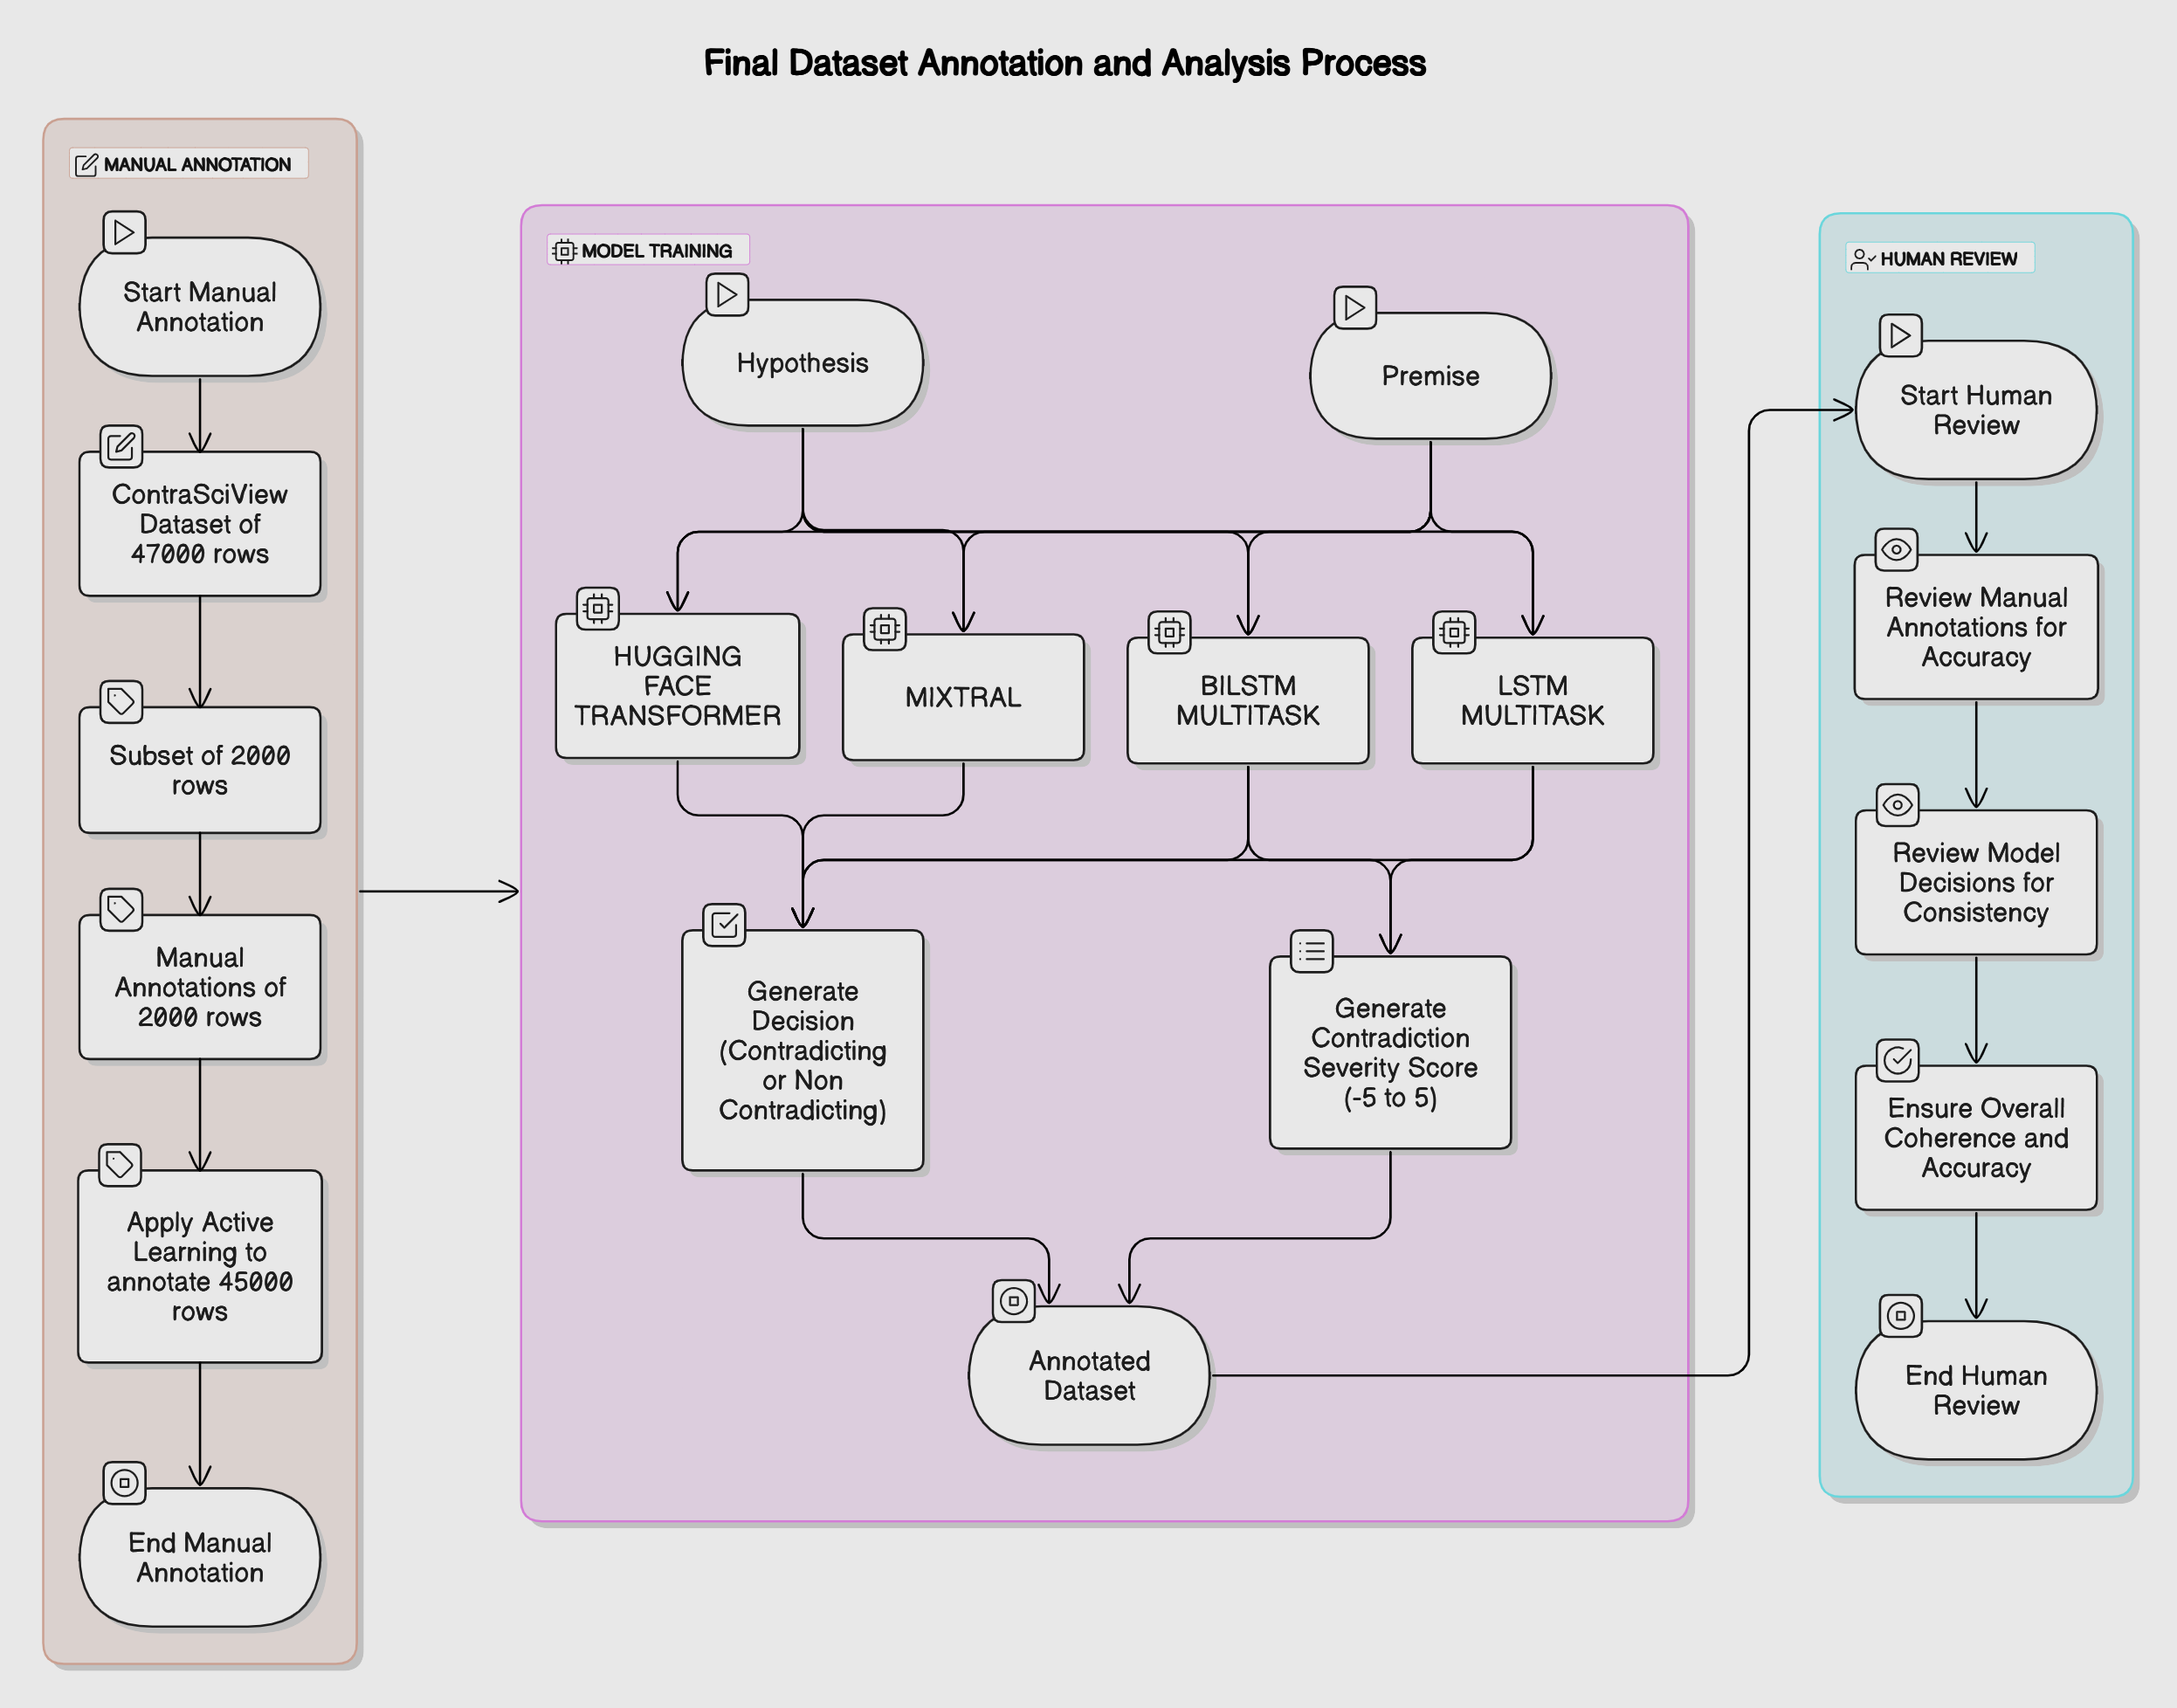 Final Dataset Annotation and Analysis Process
MANUAL ANNOTATION
Start Manual
Annotation
ContraSciView
Dataset of
47000 rows
Subset of 2000
rows
Manual
Annotations of
2000 rows
Apply Active
Learning to
annotate 45000
rows
End Manual
Annotation
MODEL TRAINING
Hypothesis
Premise
HUGGING
FACE
TRANSFORMER
MIXTRAL
BILSTM
MULTITASK
LSTM
MULTITASK
Generate
Decision
(Contradicting
or Non
Contradicting)
Generate
Contradiction
Severity Score
(-5 to 5)
Annotated
Dataset
HUMAN REVIEW
Start Human
Review
Review Manual
Annotations for
Accuracy
Review Model
Decisions for
Consistency
Ensure Overall
Coherence and
Accuracy
End Human
Review